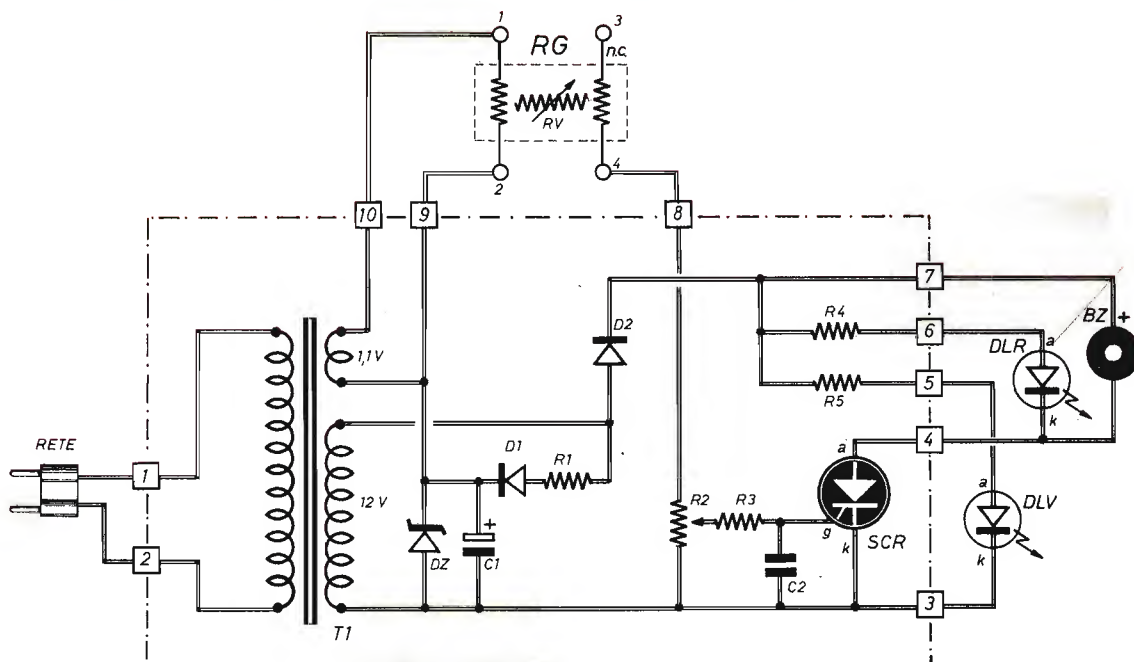 1
3
RG
n.c.
RV
2
4
10
9
8
7
D2
R4
6
BZ
+
1,1V
a
DLR
R5
5
k
RETE
D1
R1
a
4
1
12 V
R2
R3
a
DLV
+
g
SCR
DZ
C1
k
k
2
C2
3
T1